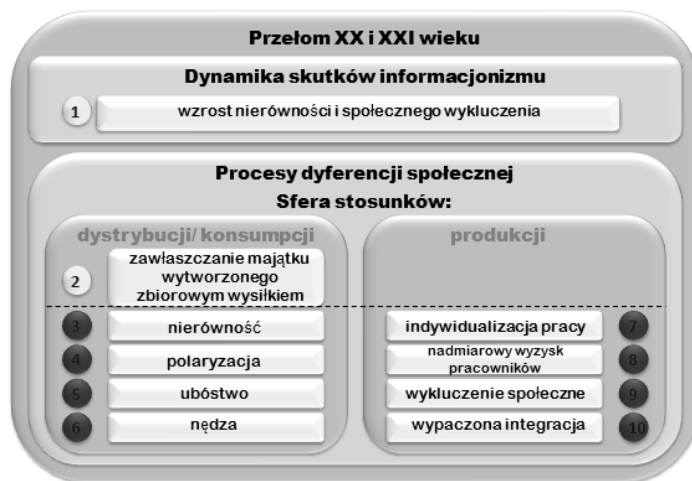 Przełom XX i XXI wieku
Dynamika skutków informacjonizmu
1 wzrost nierówności i społecznego wykluczenia
Procesy dyferencji społecznej
Sfera stosunków:
dystrybucji/ konsumpcji
2 zawłaszczanie majątku
wytworzonego
zbiorowym wysiłkiem
3 nierówność
4 polaryzacja
5 ubóstwo
6 nędza
produkcji
indywidualizacja pracy 7
nadmiarowy wyzysk
pracowników 8
wykluczenie społeczne 9
wypaczona integracja 10